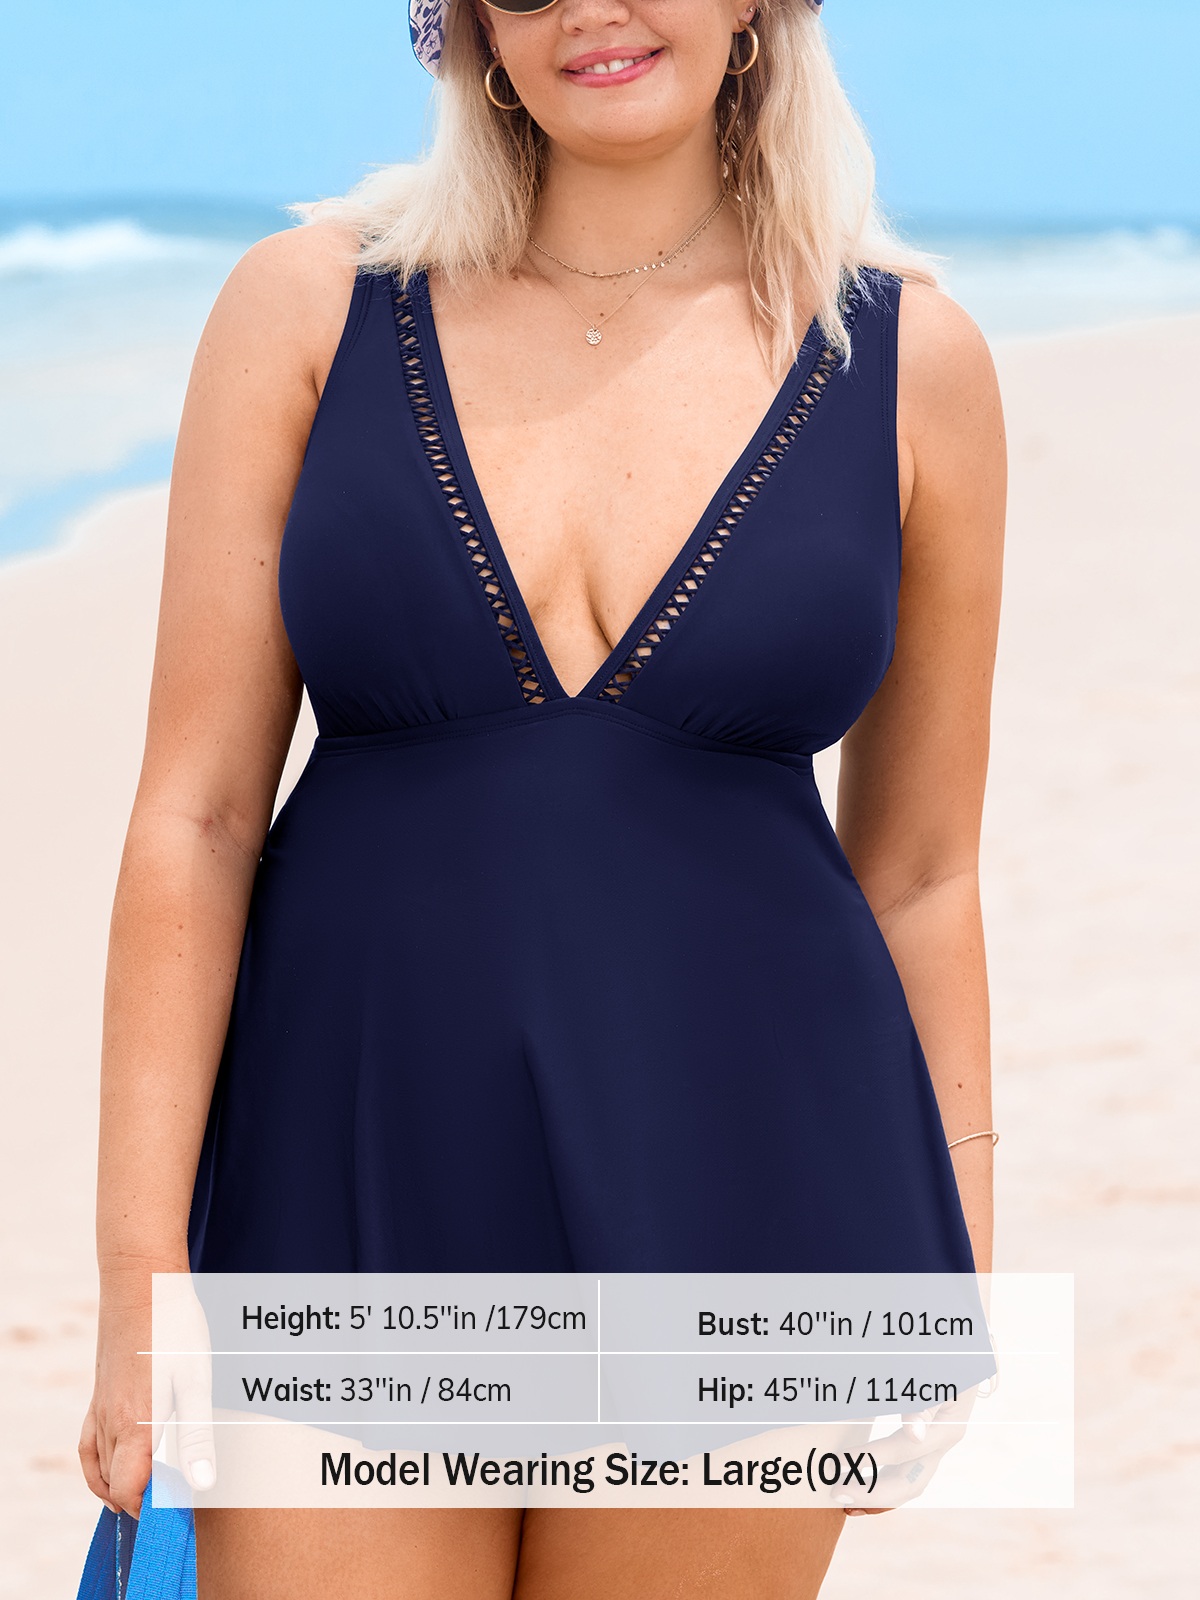 Height: 5' 10.5''in /179cm
Bust: 40''in / 101cm
Waist: 33''in / 84cm
Hip: 45''in / 114cm
Model Wearing Size: Large(0X)